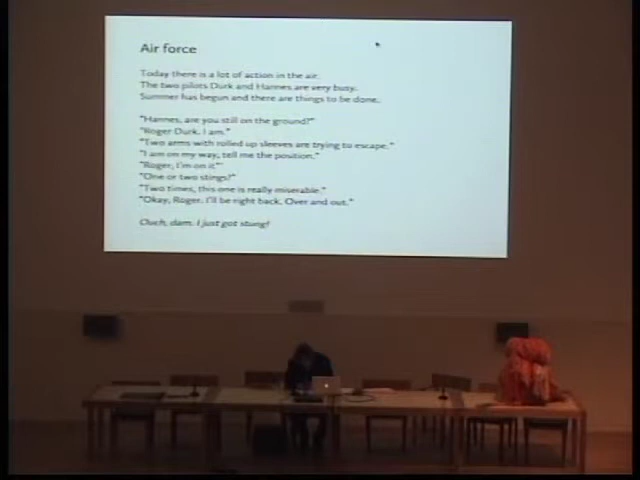 Air force
Today there is a lot of action in the air.
The two pilots Durk and Hannes are very busy.
Summer has begun and there are things to be done.
"Hannes, are you still on the ground?"
"Roger Durk, I am."
"Two arms with rolled up sleeves are trying to escape."
"I am on my way, tell me the position."
"Roger, I'm on it"
"One or two stings?"
"Two times, this one is really miserable."
"Okay, Roger. I'll be right back. Over and out."
Ouch, dam. I just got stung!